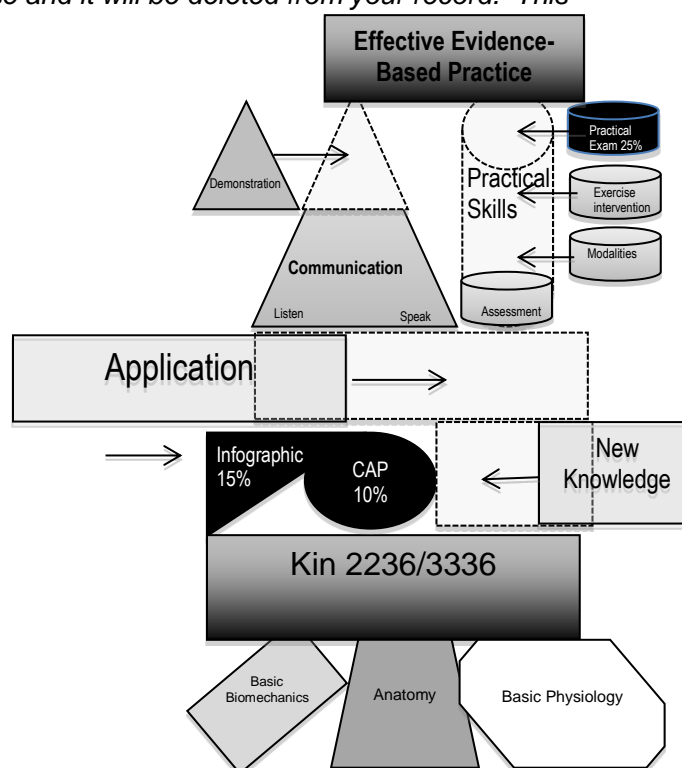 se and it will be deleted from your record. This
Effective Evidence-
Based Practice
Practical
Exam 25%
Demonstration
Practical
Skills
Exercise
intervention
Modalities
Communication
Listen
Speak
Assessment
Application
Infographic
15%
CAP
10%
New
Knowledge
Kin 2236/3336
Basic
Biomechanics
Anatomy
Basic Physiology